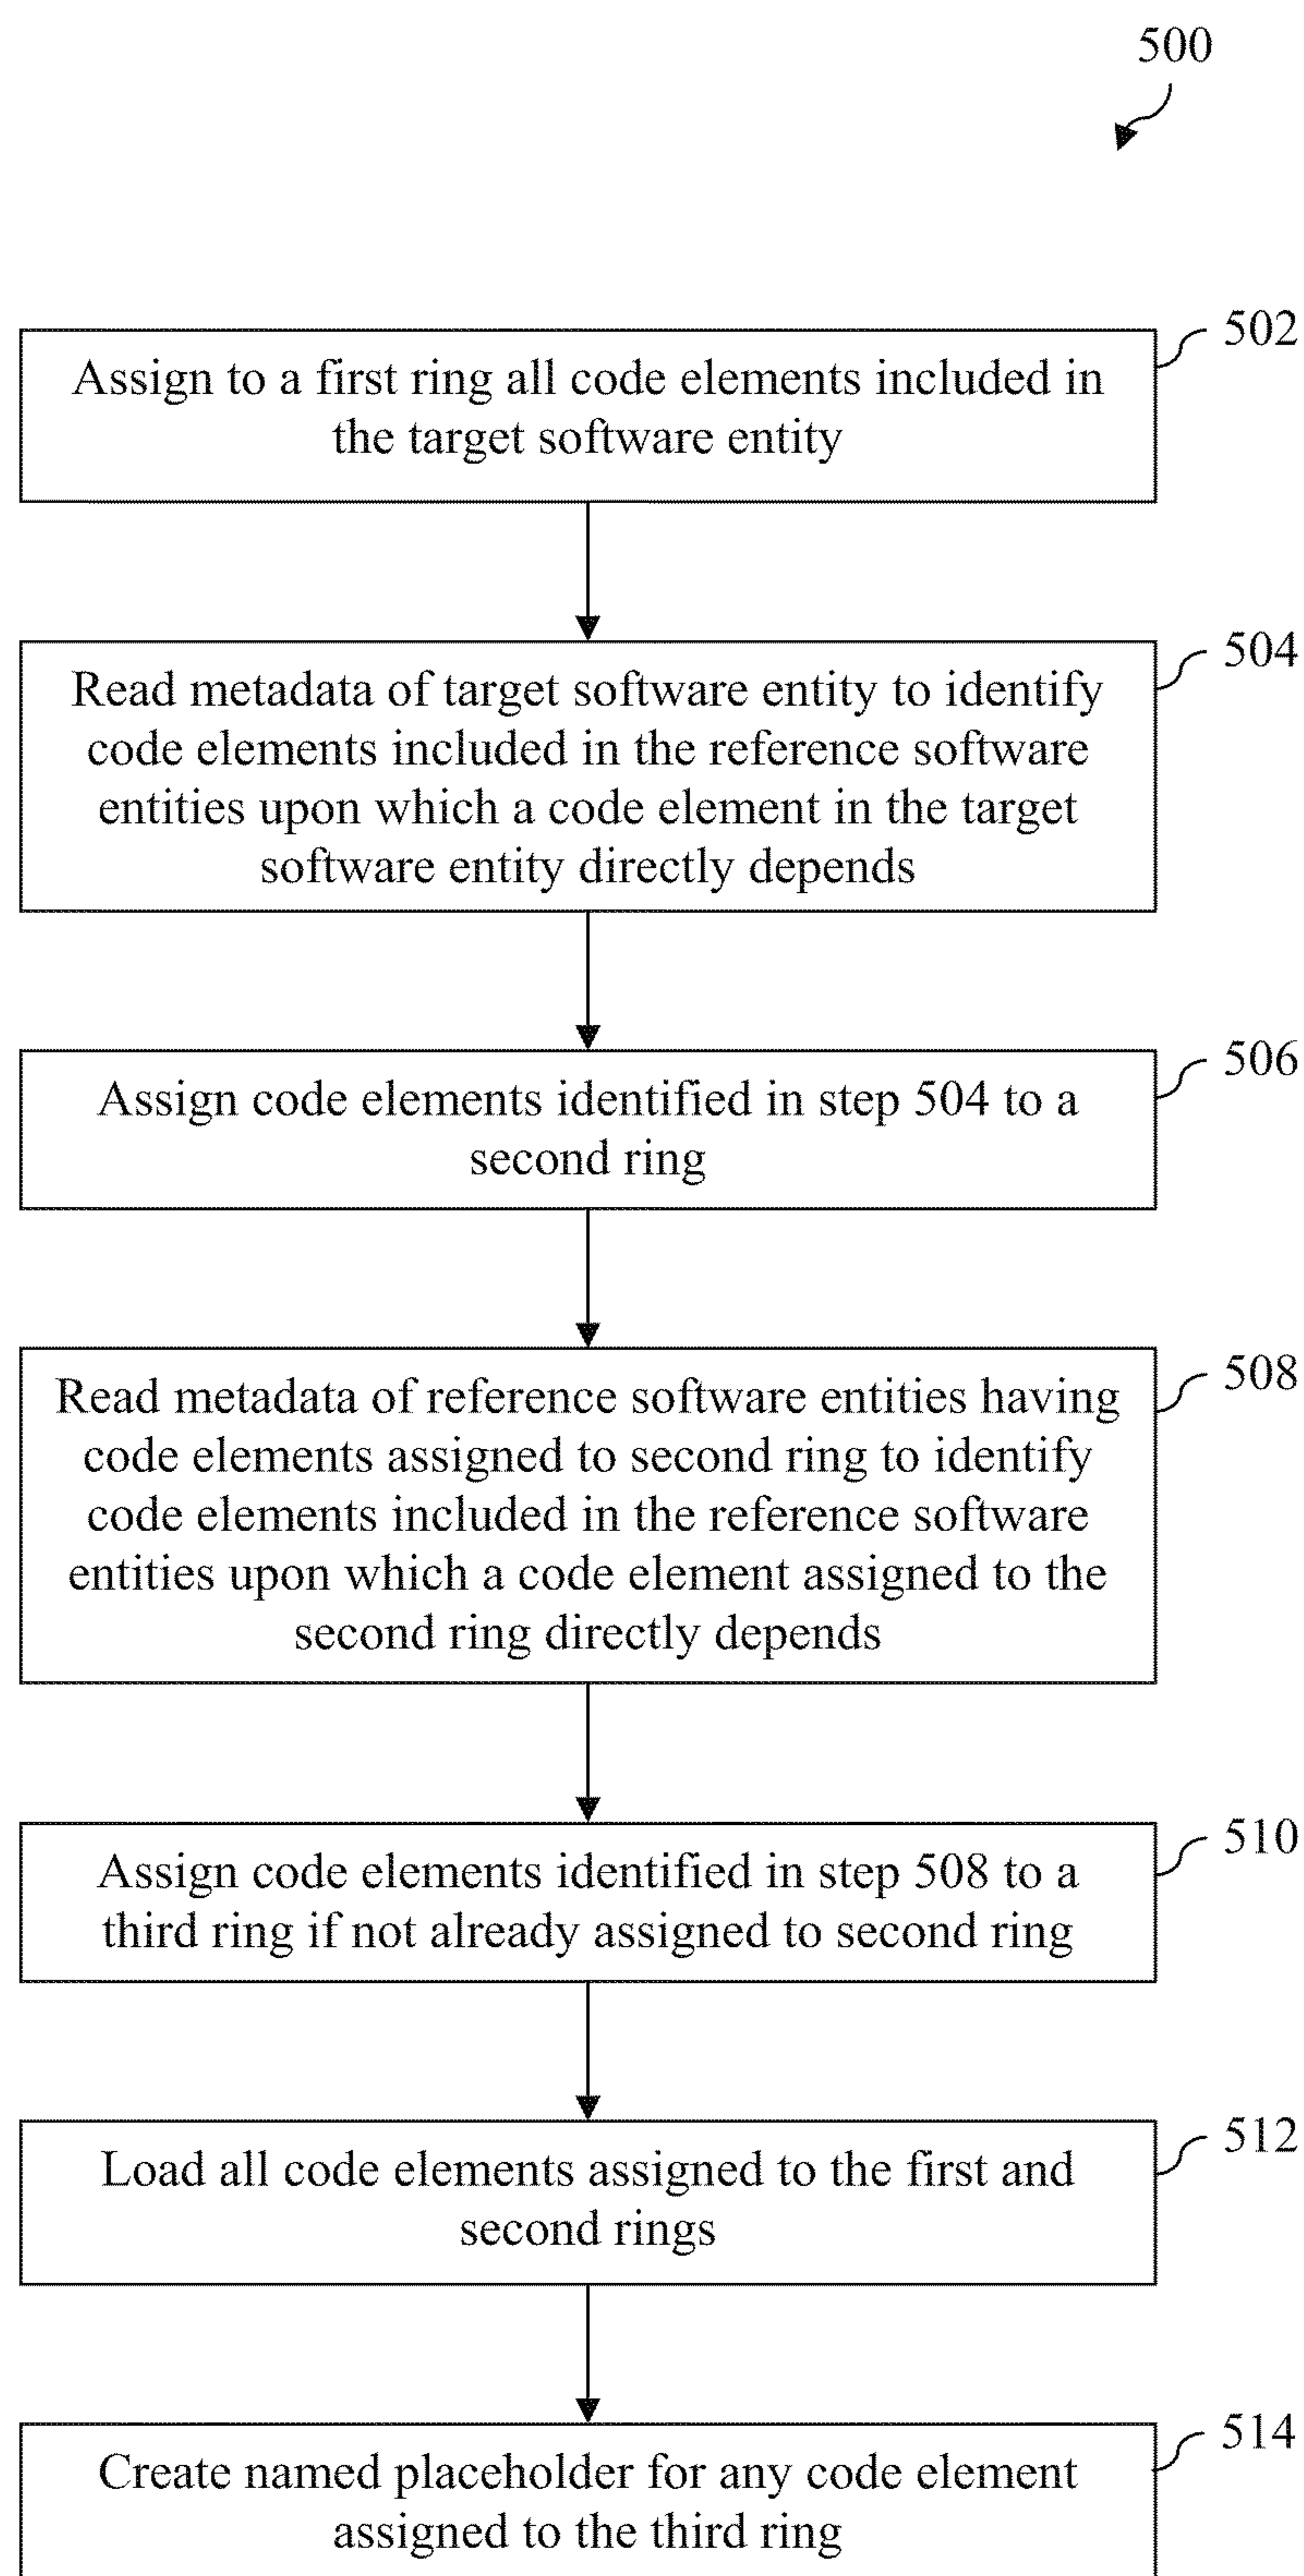 500
502
Assign to a first ring all code elements included in
the target software entity
504
Read metadata of target software entity to identify
code elements included in the reference software
entities upon which a code element in the target
software entity directly depends
506
Assign code elements identified in step 504 to a
second ring
508
Read metadata of reference software entities having
code elements assigned to second ring to identify
code elements included in the reference software
entities upon which a code element assigned to the
second ring directly depends
510
Assign code elements identified in step 508 to a
third ring if not already assigned to second ring
512
Load all code elements assigned to the first and
second rings
514
Create named placeholder for any code element
assigned to the third ring